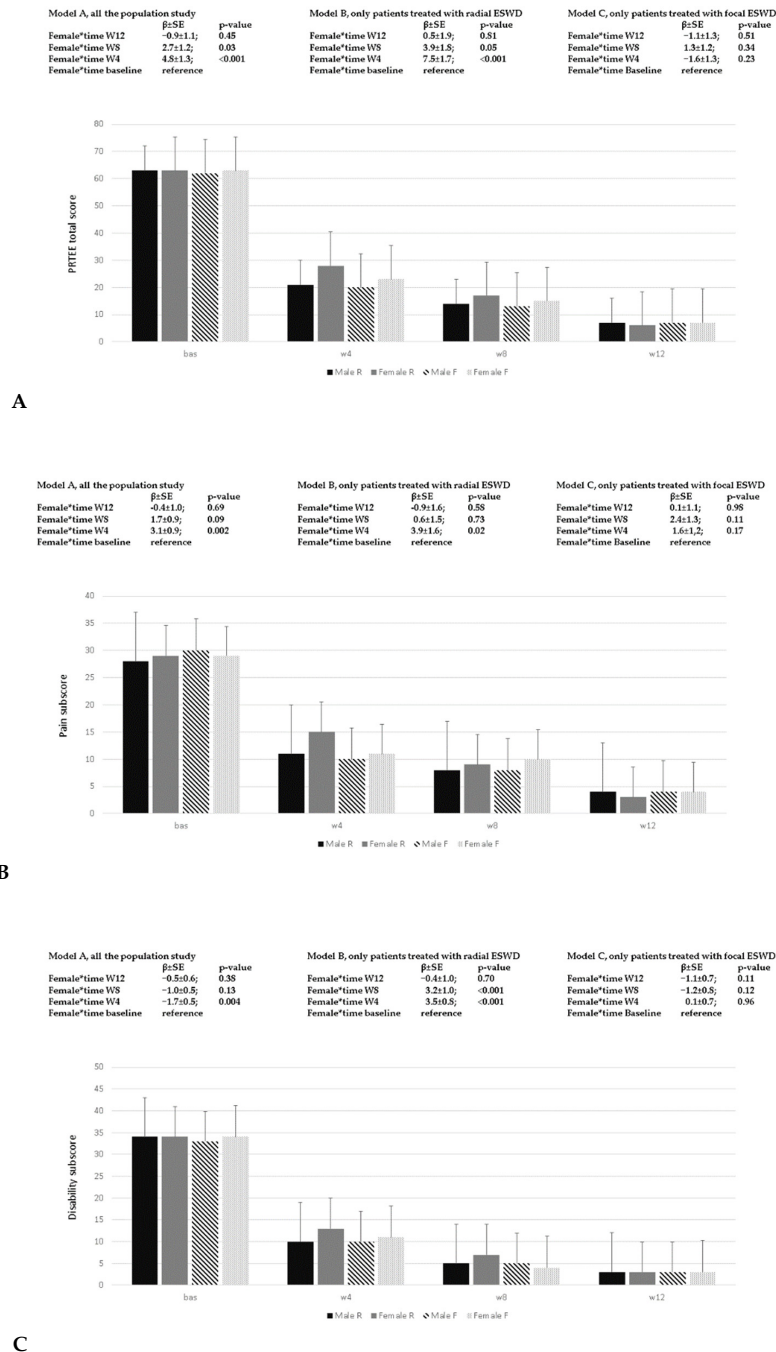 Model A, all the population study
β±SE p-value
Female*time W12 −0.9±1.1; 0.45
Female*time W8 2.7±1.2; 0.03
Female*time W4 4.8±1.3; <0.001
Female*time baseline reference
Model B, only patients treated with radial ESWD
β±SE p-value
Female*time W12 0.5±1.9; 0.81
Female*time W8 3.9±1.8; 0.05
Female*time W4 7.5±1.7; <0.001
Female*time baseline reference
Model C, only patients treated with focal ESWD
β±SE p-value
Female*time W12 −1.1±1.3; 0.51
Female*time W8 1.3±1.2; 0.34
Female*time W4 −1.6±1.3; 0.23
Female*time Baseline reference
PRTEE total score
80
70
60
50
40
30
20
10
0
bas w4 w8 w12
Male R Female R Male F Female F
A
Model A, all the population study
β±SE p-value
Female*time W12 -0.4±1.0; 0.69
Female*time W8 1.7±0.9; 0.09
Female*time W4 3.1±0.9; 0.002
Female*time baseline reference
Model B, only patients treated with radial ESWD
β±SE p-value
Female*time W12 -0.9±1.6; 0.58
Female*time W8 0.6±1.5; 0.73
Female*time W4 3.9±1.6; 0.02
Female*time baseline reference
Model C, only patients treated with focal ESWD
β±SE p-value
Female*time W12 0.1±1.1; 0.98
Female*time W8 2.4±1.3; 0.11
Female*time W4 1.6±1,2; 0.17
Female*time Baseline reference
Pain subscore
40
35
30
25
20
15
10
5
0
bas w4 w8 w12
Male R Female R Male F Female F
B
Model A, all the population study
β±SE p-value
Female*time W12 −0.5±0.6; 0.38
Female*time W8 −1.0±0.5; 0.13
Female*time W4 −1.7±0.5; 0.004
Female*time baseline reference
Model B, only patients treated with radial ESWD
β±SE p-value
Female*time W12 −0.4±1.0; 0.70
Female*time W8 3.2±1.0; <0.001
Female*time W4 3.5±0.8; <0.001
Female*time baseline reference
Model C, only patients treated with focal ESWD
β±SE p-value
Female*time W12 −1.1±0.7; 0.11
Female*time W8 −1.2±0.8; 0.12
Female*time W4 0.1±0.7; 0.96
Female*time Baseline reference
Disability subscore
50
45
40
35
30
25
20
15
10
5
0
bas w4 w8 w12
Male R Female R Male F Female F
C